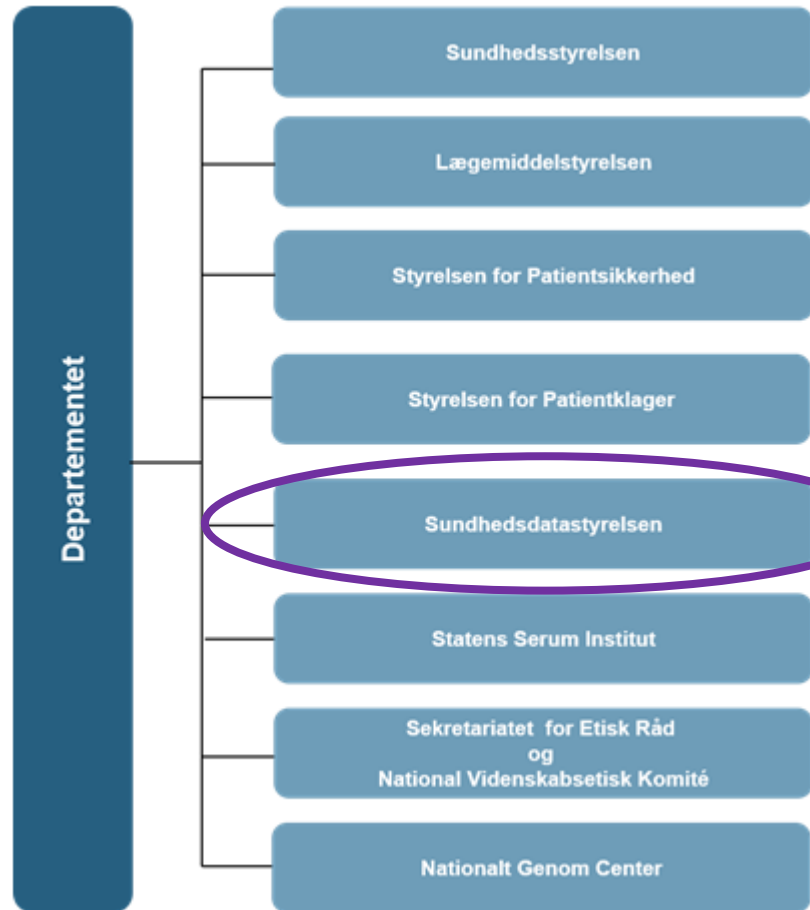 Departementet
Sundhedsstyrelsen
Lægemiddelstyrelsen
Styrelsen for Patientsikkerhed
Styrelsen for Patientklager
Sundhedsdatastyrelsen
Statens Serum Institut
Sekretariatet for Etisk Råd
og
National Videnskabsetisk Komité
Nationalt Genom Center